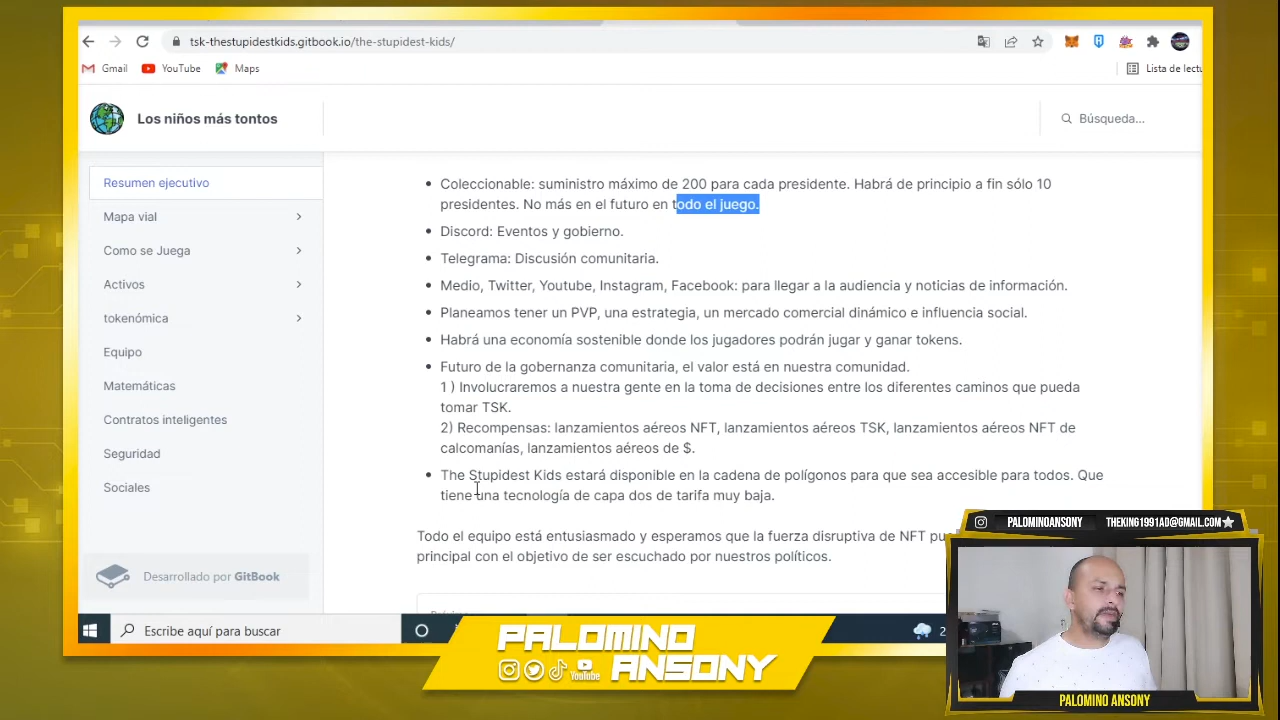 tsk-thestupidestkids.gitbook.io/the-stupidest-kids/
Gmail
YouTube
Maps
Lista de lectu
Los niños más tontos
Búsqueda...
Resumen ejecutivo
Mapa vial
Como se Juega
Activos
tokenómica
Equipo
Matemáticas
Contratos inteligentes
Seguridad
Sociales
Desarrollado por GitBook
Coleccionable: suministro máximo de 200 para cada presidente. Habrá de principio a fin sólo 10
presidentes. No más en el futuro en todo el juego.
Discord: Eventos y gobierno.
Telegrama: Discusión comunitaria.
Medio, Twitter, Youtube, Instagram, Facebook: para llegar a la audiencia y noticias de información.
Planeamos tener un PVP, una estrategia, un mercado comercial dinámico e influencia social.
Habrá una economía sostenible donde los jugadores podrán jugar y ganar tokens.
Futuro de la gobernanza comunitaria, el valor está en nuestra comunidad.
1 ) Involucraremos a nuestra gente en la toma de decisiones entre los diferentes caminos que pueda
tomar TSK.
2) Recompensas: lanzamientos aéreos NFT, lanzamientos aéreos TSK, lanzamientos aéreos NFT de
calcomanías, lanzamientos aéreos de $.
The Stupidest Kids estará disponible en la cadena de polígonos para que sea accesible para todos. Que
tiene una tecnología de capa dos de tarifa muy baja.
Todo el equipo está entusiasmado y esperamos que la fuerza disruptiva de NFT pu
principal con el objetivo de ser escuchado por nuestros políticos.
Escribe aquí para buscar
2
PALOMINO
ANSONY
YouTube
PALOMINOANSONY
THEKING1991AD@GMAIL.COM
PALOMINO ANSONY